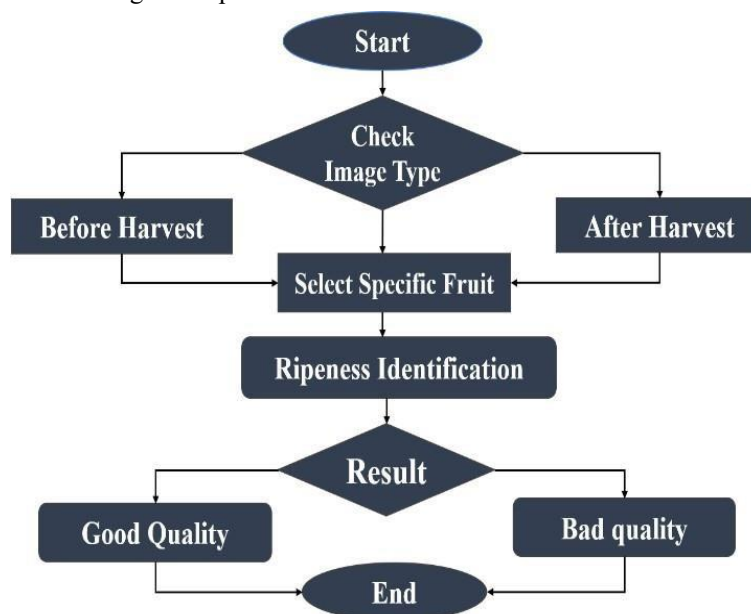 Start
Check
Image Type
Before Harvest
After Harvest
Select Specific Fruit
Ripeness Identification
Result
Good Quality
Bad quality
End